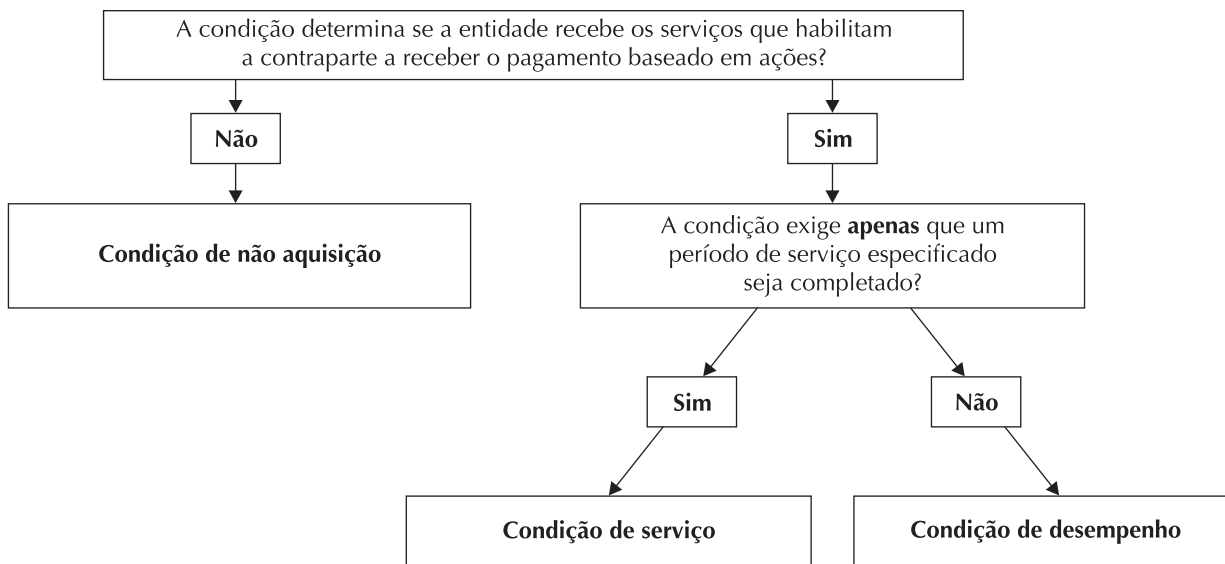 A condição determina se a entidade recebe os serviços que habilitam
a contraparte a receber o pagamento baseado em ações?
Não
Sim
Condição de não aquisição
A condição exige apenas que um
período de serviço especificado
seja completado?
Sim
Não
Condição de serviço
Condição de desempenho